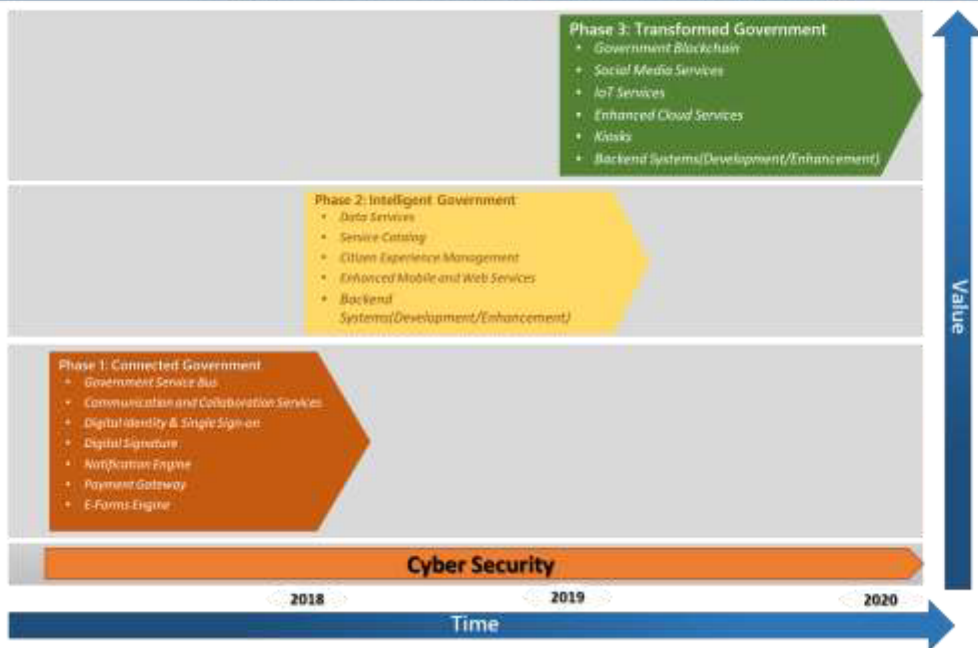 Phase 3: Transformed Government
• Government Blockchain
• Social Media Services
• IoT Services
• Enhanced Cloud Services
• Kiosks
• Backend Systems(Development/Enhancement)
Phase 2: Intelligent Government
• Data Services
• Service Catalog
• Citizen Experience Management
• Enhanced Mobile and Web Services
• Backend
Systems(Development/Enhancement)
Value
Phase 1: Connected Government
• Government Service Bus
• Communication and Collaboration Services
• Digital Identity & Single Sign-on
• Digital Signature
• Notification Engine
• Payment Gateway
• E-Forms Engine
Cyber Security
2018 2019 2020
Time